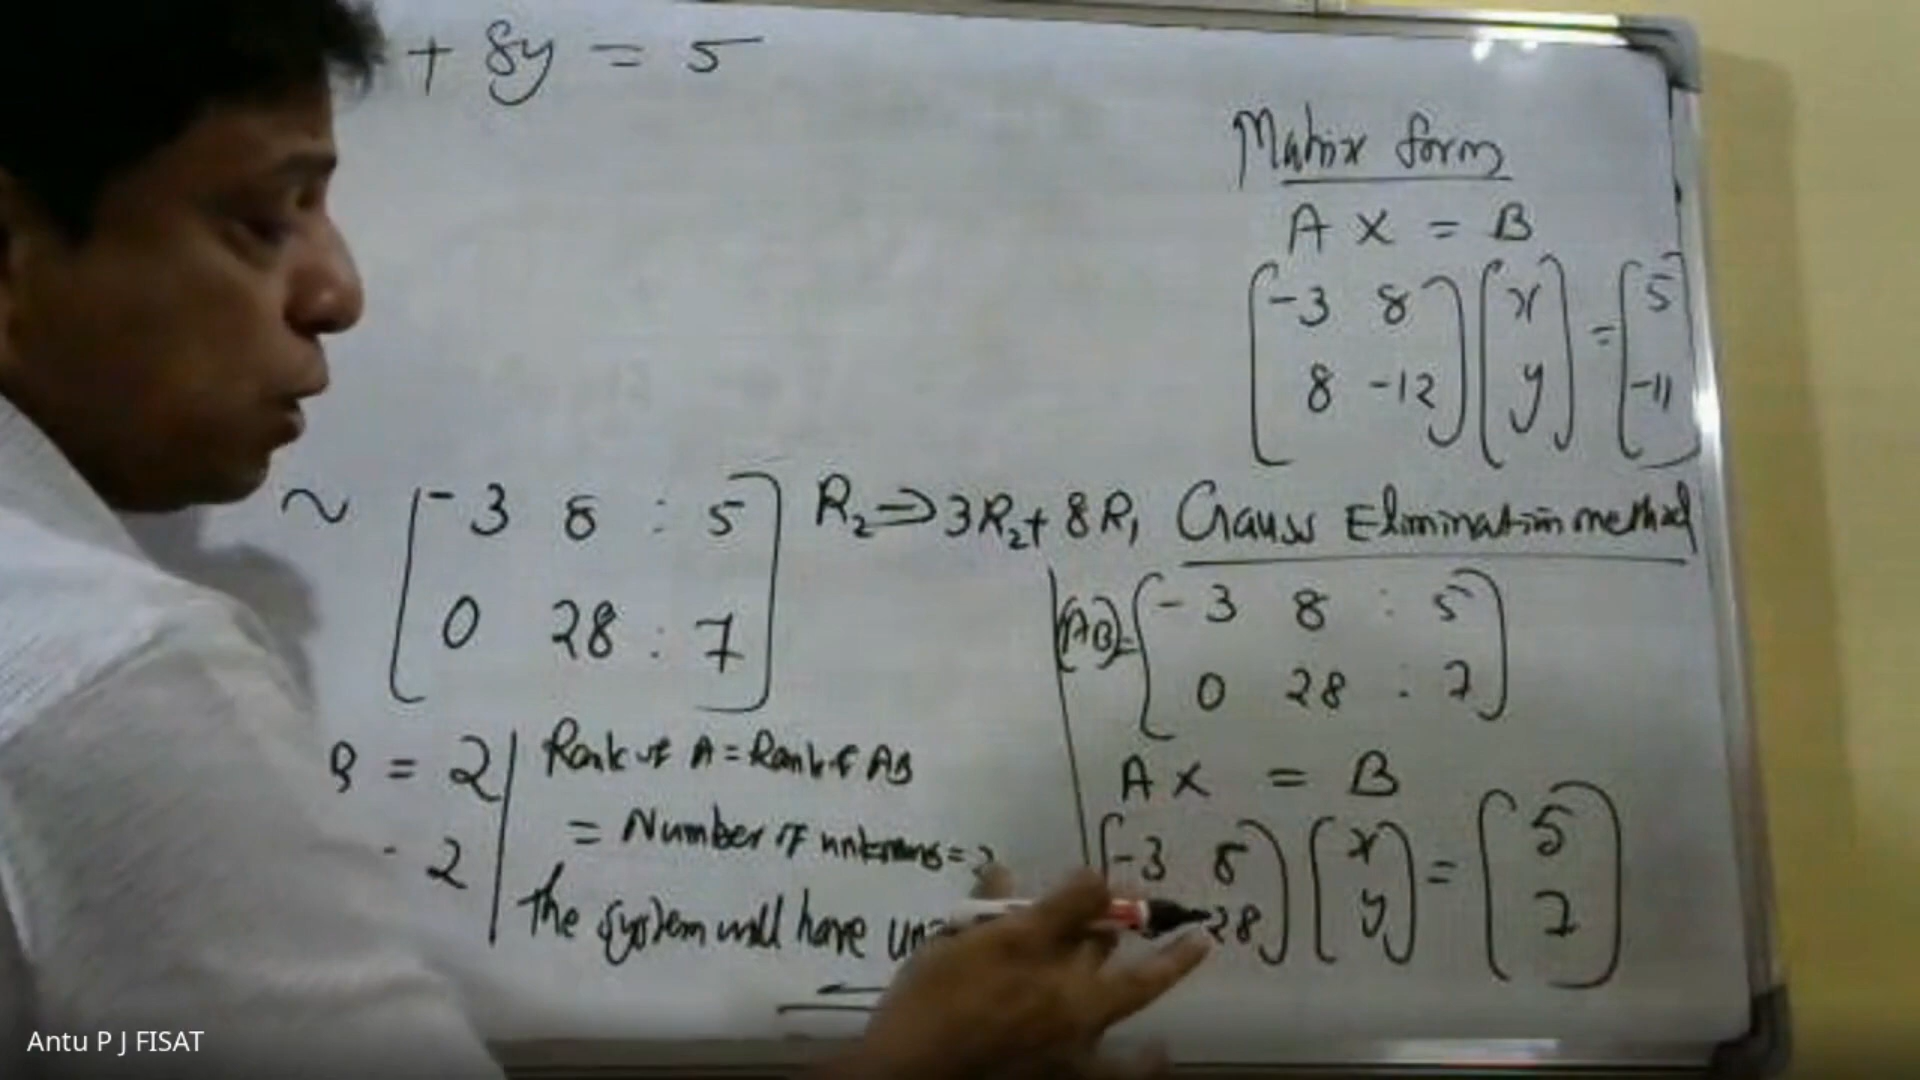 + 8y = 5
Matrix form
A X = B
-3 8 x = 5
8 -12 y -11
~ -3 8 : 5 R2 => 3R2 + 8R1
0 28 : 7
= 2
2
Rank of A = Rank of AB
= Number of unknowns = 2
The system will have
Gauss Elimination method
(AB) = -3 8 : 5
0 28 : 7
A X = B
-3 8 x = 5
28 y 7
Antu P J FISAT